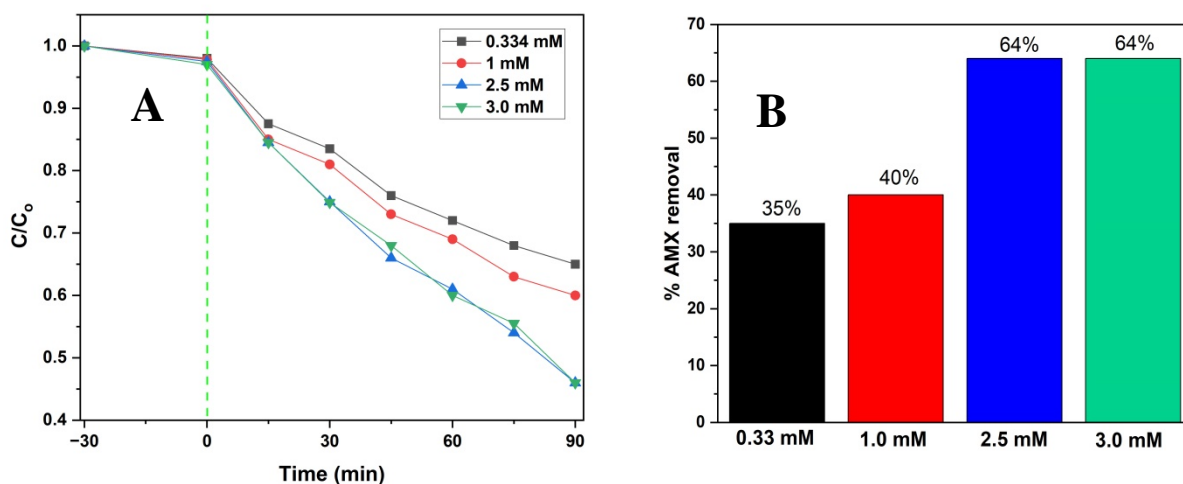 A
C/Co
1.0
0.9
0.8
0.7
0.6
0.5
0.4
−30
0
30
60
90
Time (min)
0.334 mM
1 mM
2.5 mM
3.0 mM
B
% AMX removal
70
60
50
40
30
20
10
0
35%
40%
64%
64%
0.33 mM
1.0 mM
2.5 mM
3.0 mM